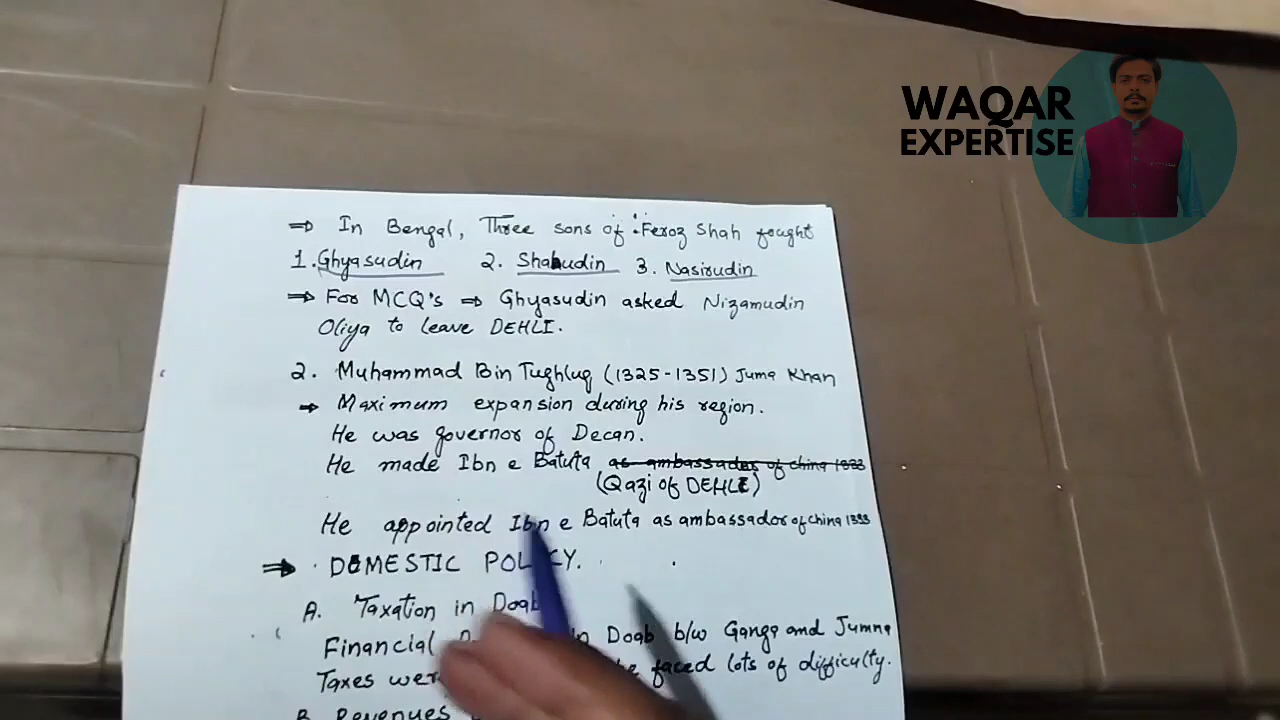 WAQAR
EXPERTISE
⇒ In Bengal, Three sons of Feroz Shah fought
1. Ghyasudin 2. Shabudin 3. Nasirudin
⇒ For MCQ's ⇒ Ghyasudin asked Nizamudin
Oliya to leave DEHLI.
2. Muhammad Bin Tughluq (1325-1351) Juma Khan
→ Maximum expansion during his region.
He was governor of Decan.
He made Ibn e Batuta as ambassador of china 1333
(Qazi of DEHLI)
He appointed Ibn e Batuta as ambassador of china 1333
⇒ DOMESTIC POLICY.
A. Taxation in Doab
Financial in Doab b/w Ganga and Jumna
Taxes were faced lots of difficulty.
B. Revenues